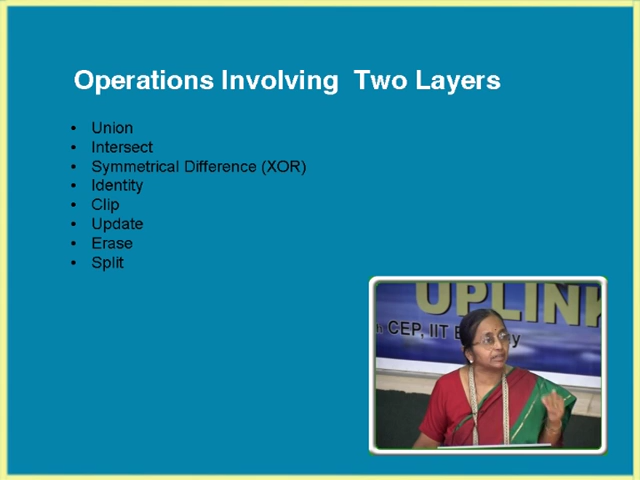 Operations Involving Two Layers
• Union
• Intersect
• Symmetrical Difference (XOR)
• Identity
• Clip
• Update
• Erase
• Split
UPLINK
CEP, IIT